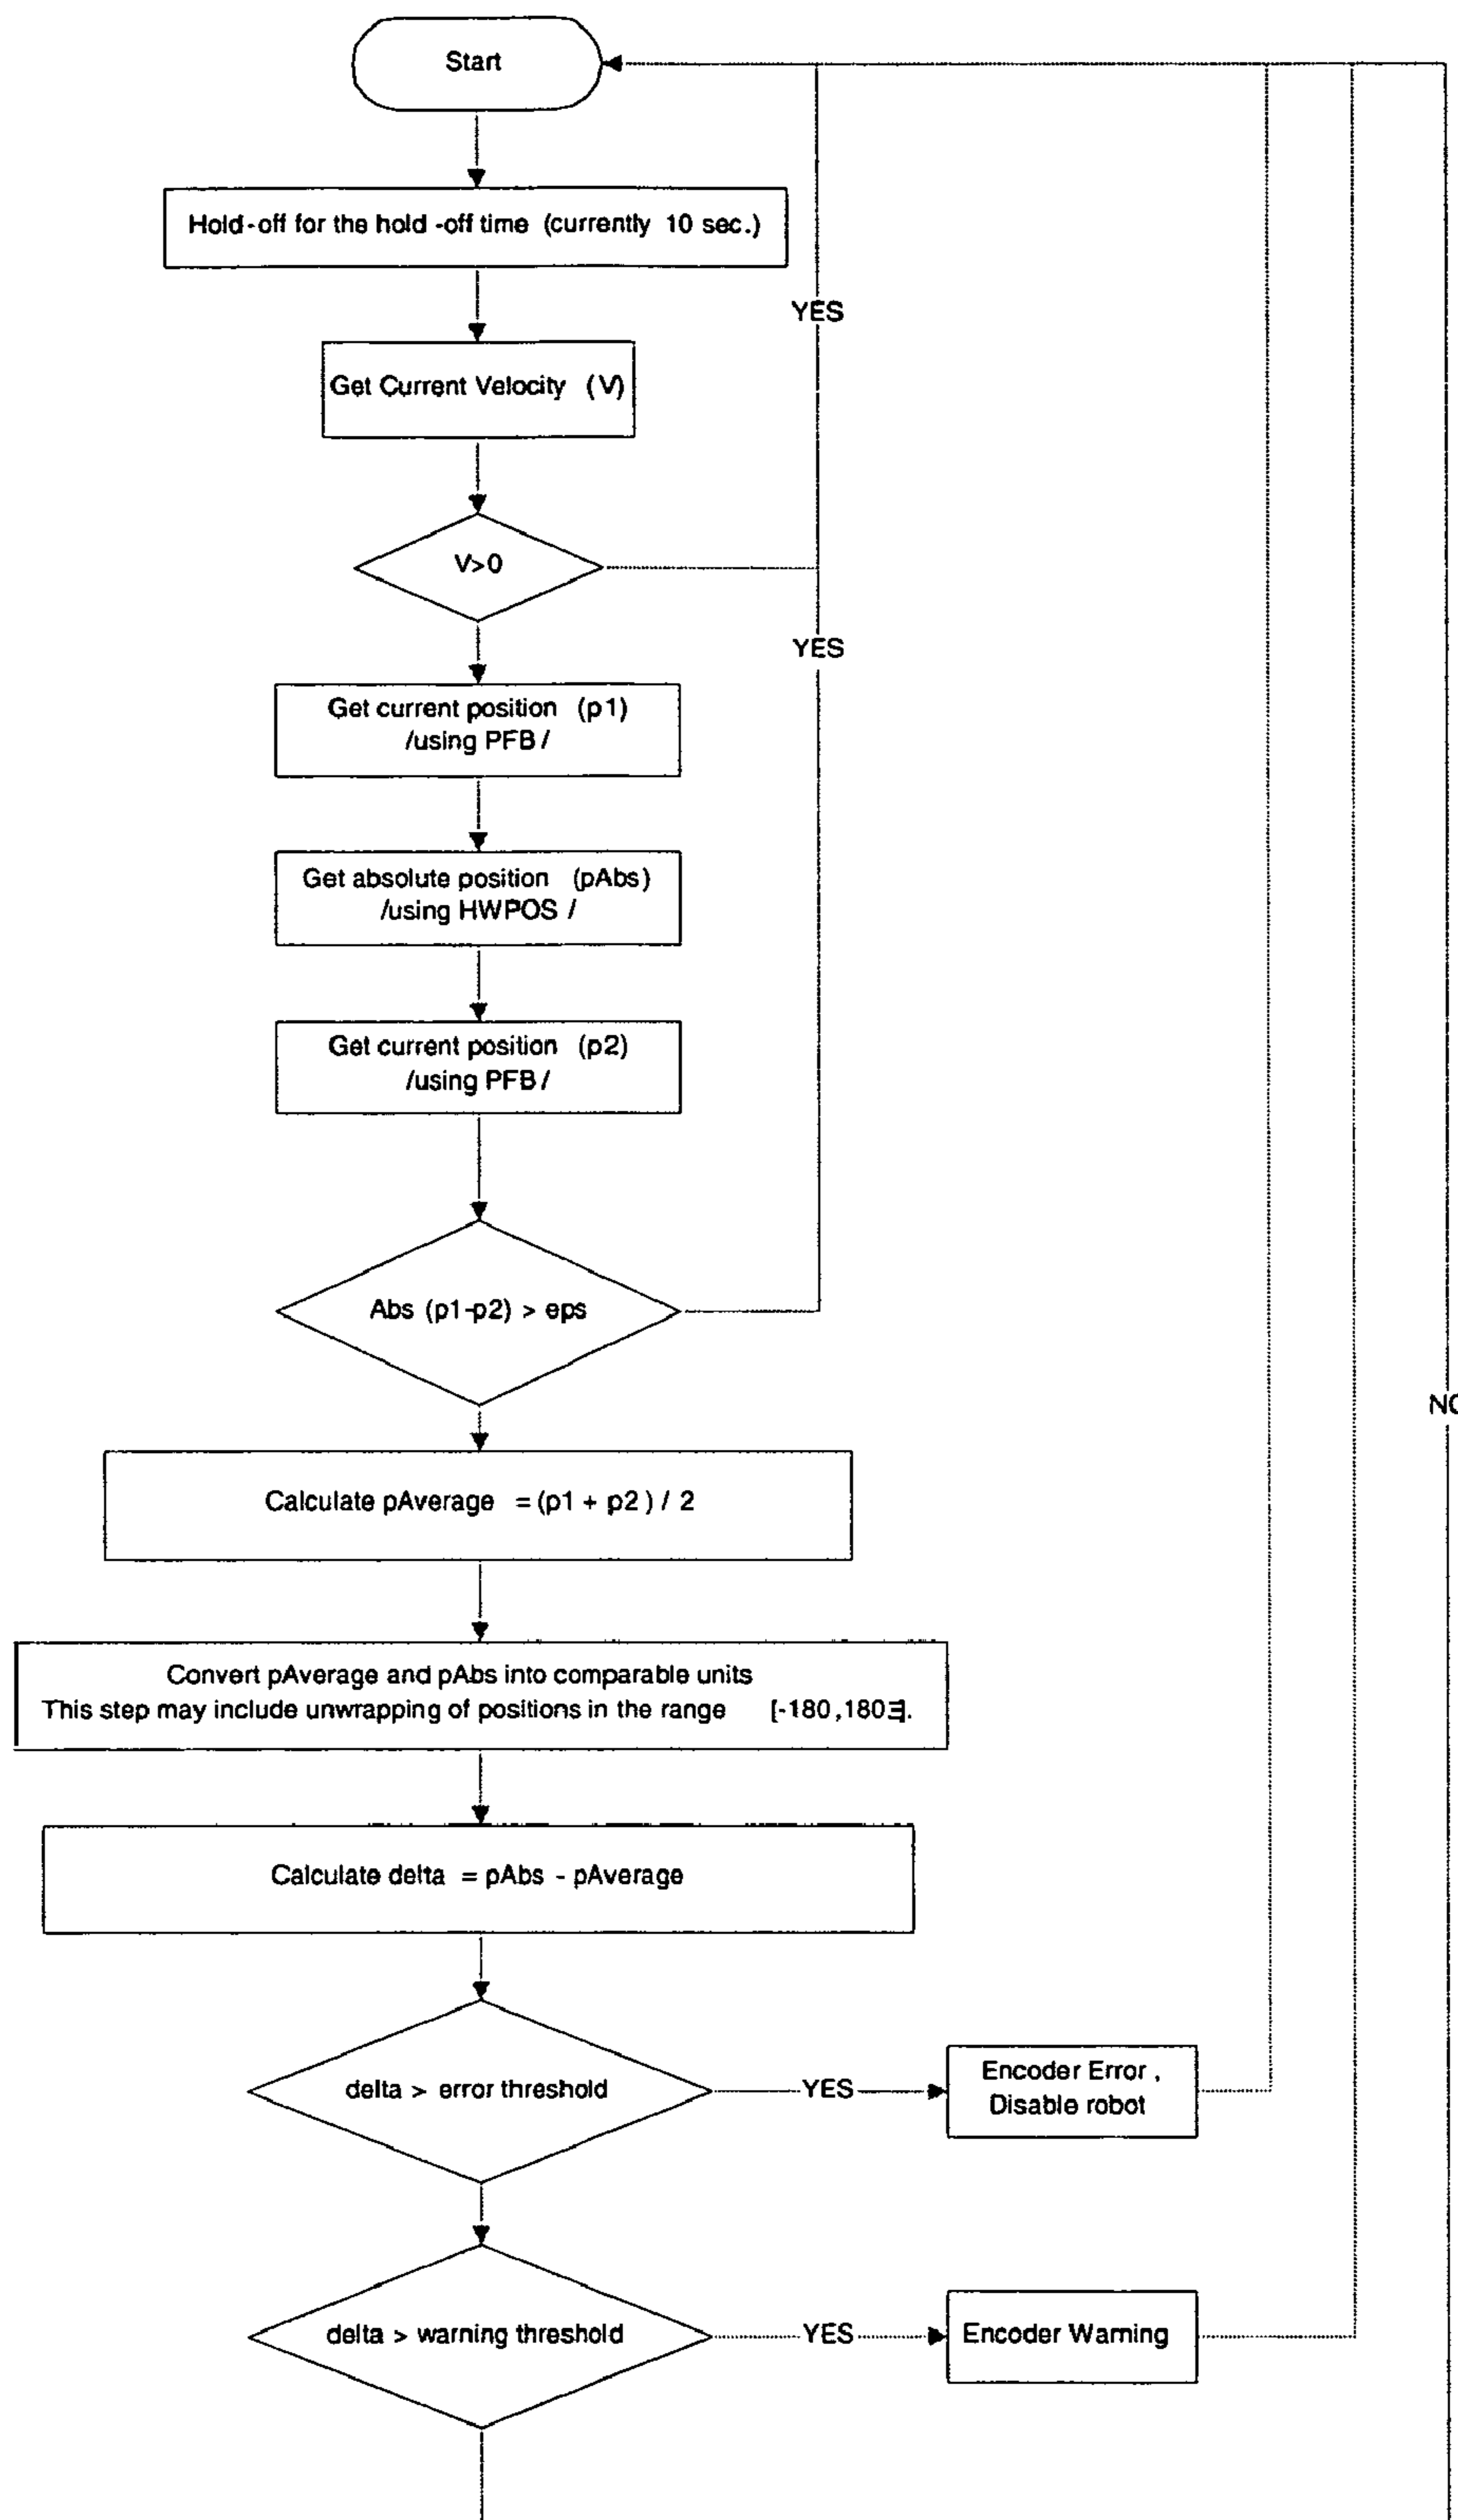 Start
Hold-off for the hold -off time (currently 10 sec.)
YES
Get Current Velocity (V)
V>0
YES
Get current position (p1)
/using PFB/
Get absolute position (pAbs)
/using HWPOS /
Get current position (p2)
/using PFB/
Abs (p1-p2) > eps
Calculate pAverage = (p1 + p2) / 2
Convert pAverage and pAbs into comparable units
This step may include unwrapping of positions in the range [-180,180].
Calculate delta = pAbs - pAverage
delta > error threshold
YES
Encoder Error,
Disable robot
delta > warning threshold
YES
Encoder Warning